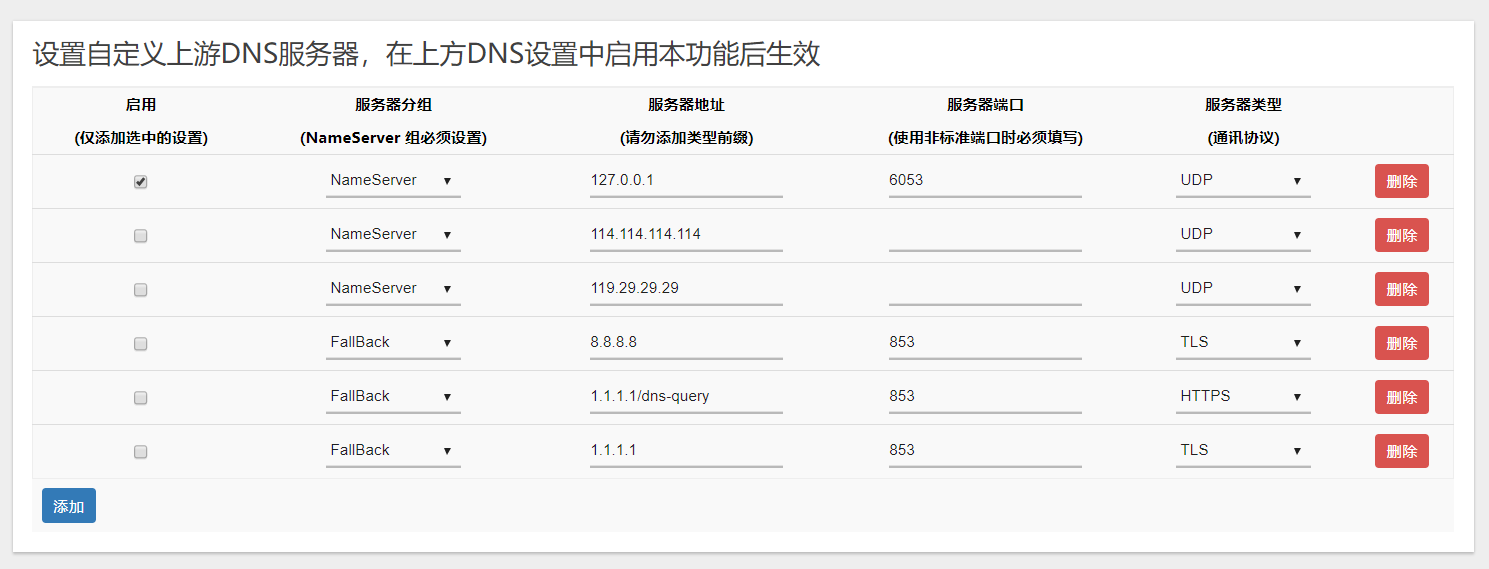 设置自定义上游DNS服务器，在上方DNS设置中启用本功能后生效
启用 服务器分组 服务器地址 服务器端口 服务器类型
(仅添加选中的设置) (NameServer 组必须设置) (请勿添加类型前缀) (使用非标准端口时必须填写) (通讯协议)
NameServer 127.0.0.1 6053 UDP 删除
NameServer 114.114.114.114 UDP 删除
NameServer 119.29.29.29 UDP 删除
FallBack 8.8.8.8 853 TLS 删除
FallBack 1.1.1.1/dns-query 853 HTTPS 删除
FallBack 1.1.1.1 853 TLS 删除
添加